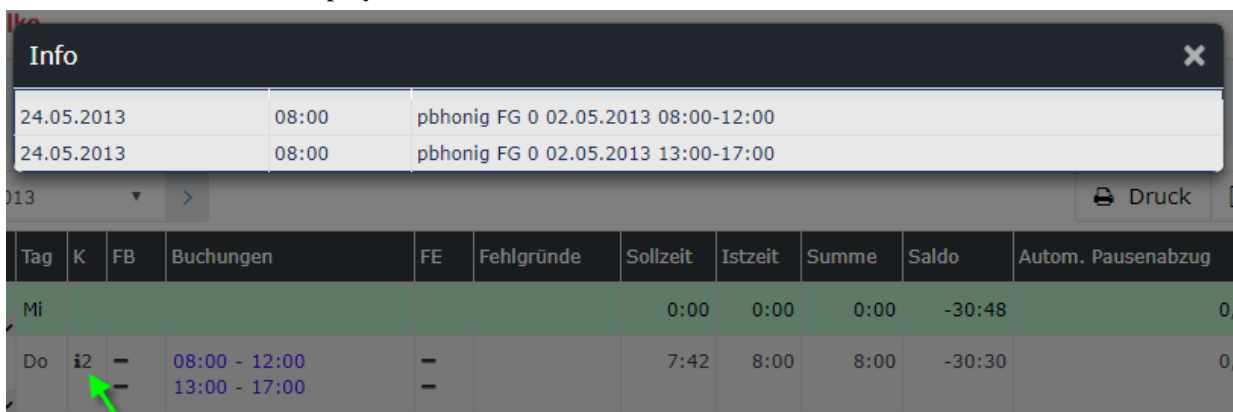 Info
24.05.2013 08:00 pbhonig FG 0 02.05.2013 08:00-12:00
24.05.2013 08:00 pbhonig FG 0 02.05.2013 13:00-17:00
Druck
Tag K FB Buchungen FE Fehlgründe Sollzeit Istzeit Summe Saldo Autom. Pausenabzug
Mi 0:00 0:00 0:00 -30:48 0,
Do i2 08:00 - 12:00 7:42 8:00 8:00 -30:30 0,
13:00 - 17:00